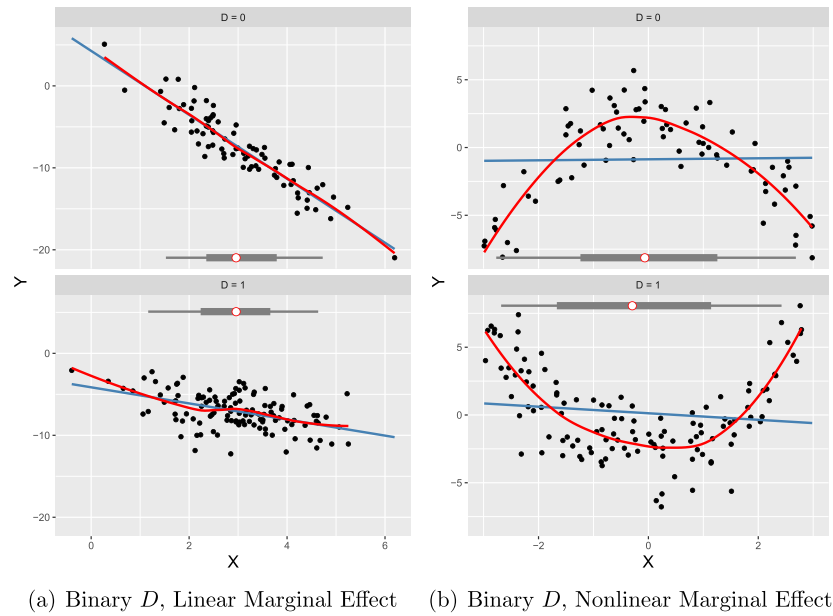 D = 0
D = 0
0
−10
−20
5
0
−5
Y
Y
D = 1
D = 1
0
−10
−20
5
0
−5
0
2
4
6
−2
0
2
X
X
(a) Binary D, Linear Marginal Effect
(b) Binary D, Nonlinear Marginal Effect